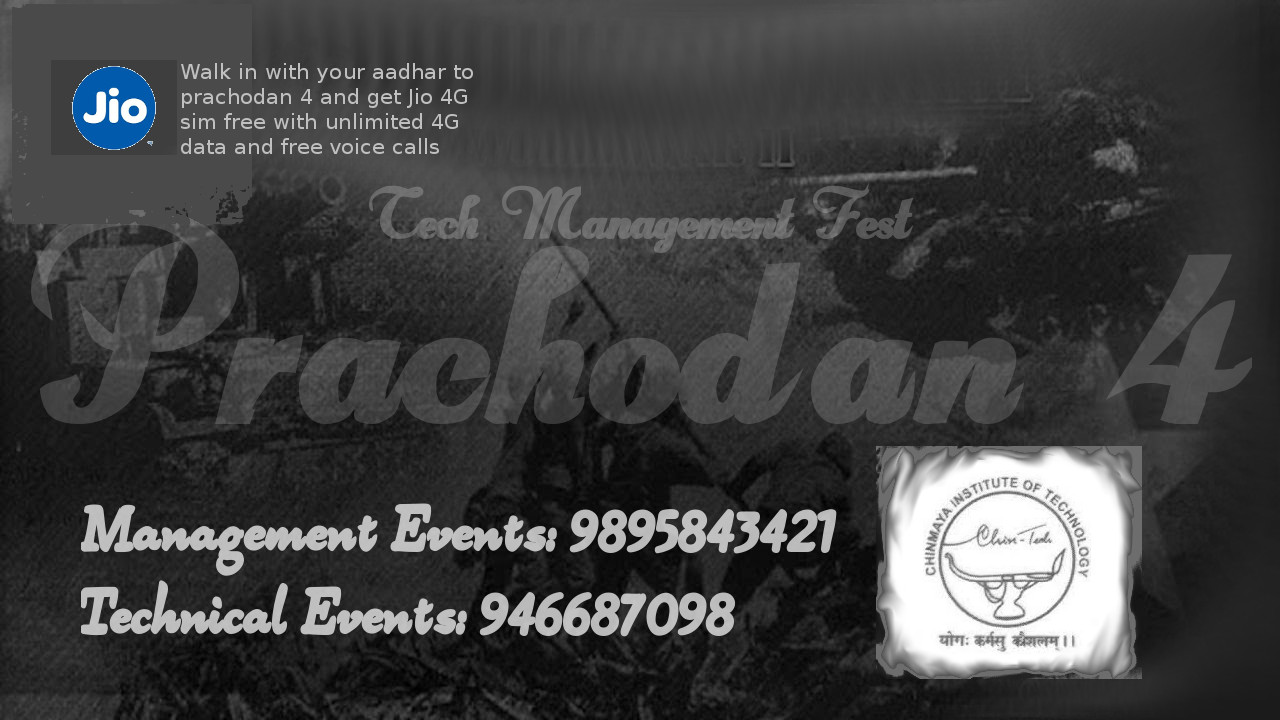 Jio
Walk in with your aadhar to
prachodan 4 and get Jio 4G
sim free with unlimited 4G
data and free voice calls
Tech Management Fest
Prachodan 4
Management Events: 9895843421
Technical Events: 946687098
CHINMAYA INSTITUTE OF TECHNOLOGY
Chin-Tech
योगः कर्मसु कौशलम्।।